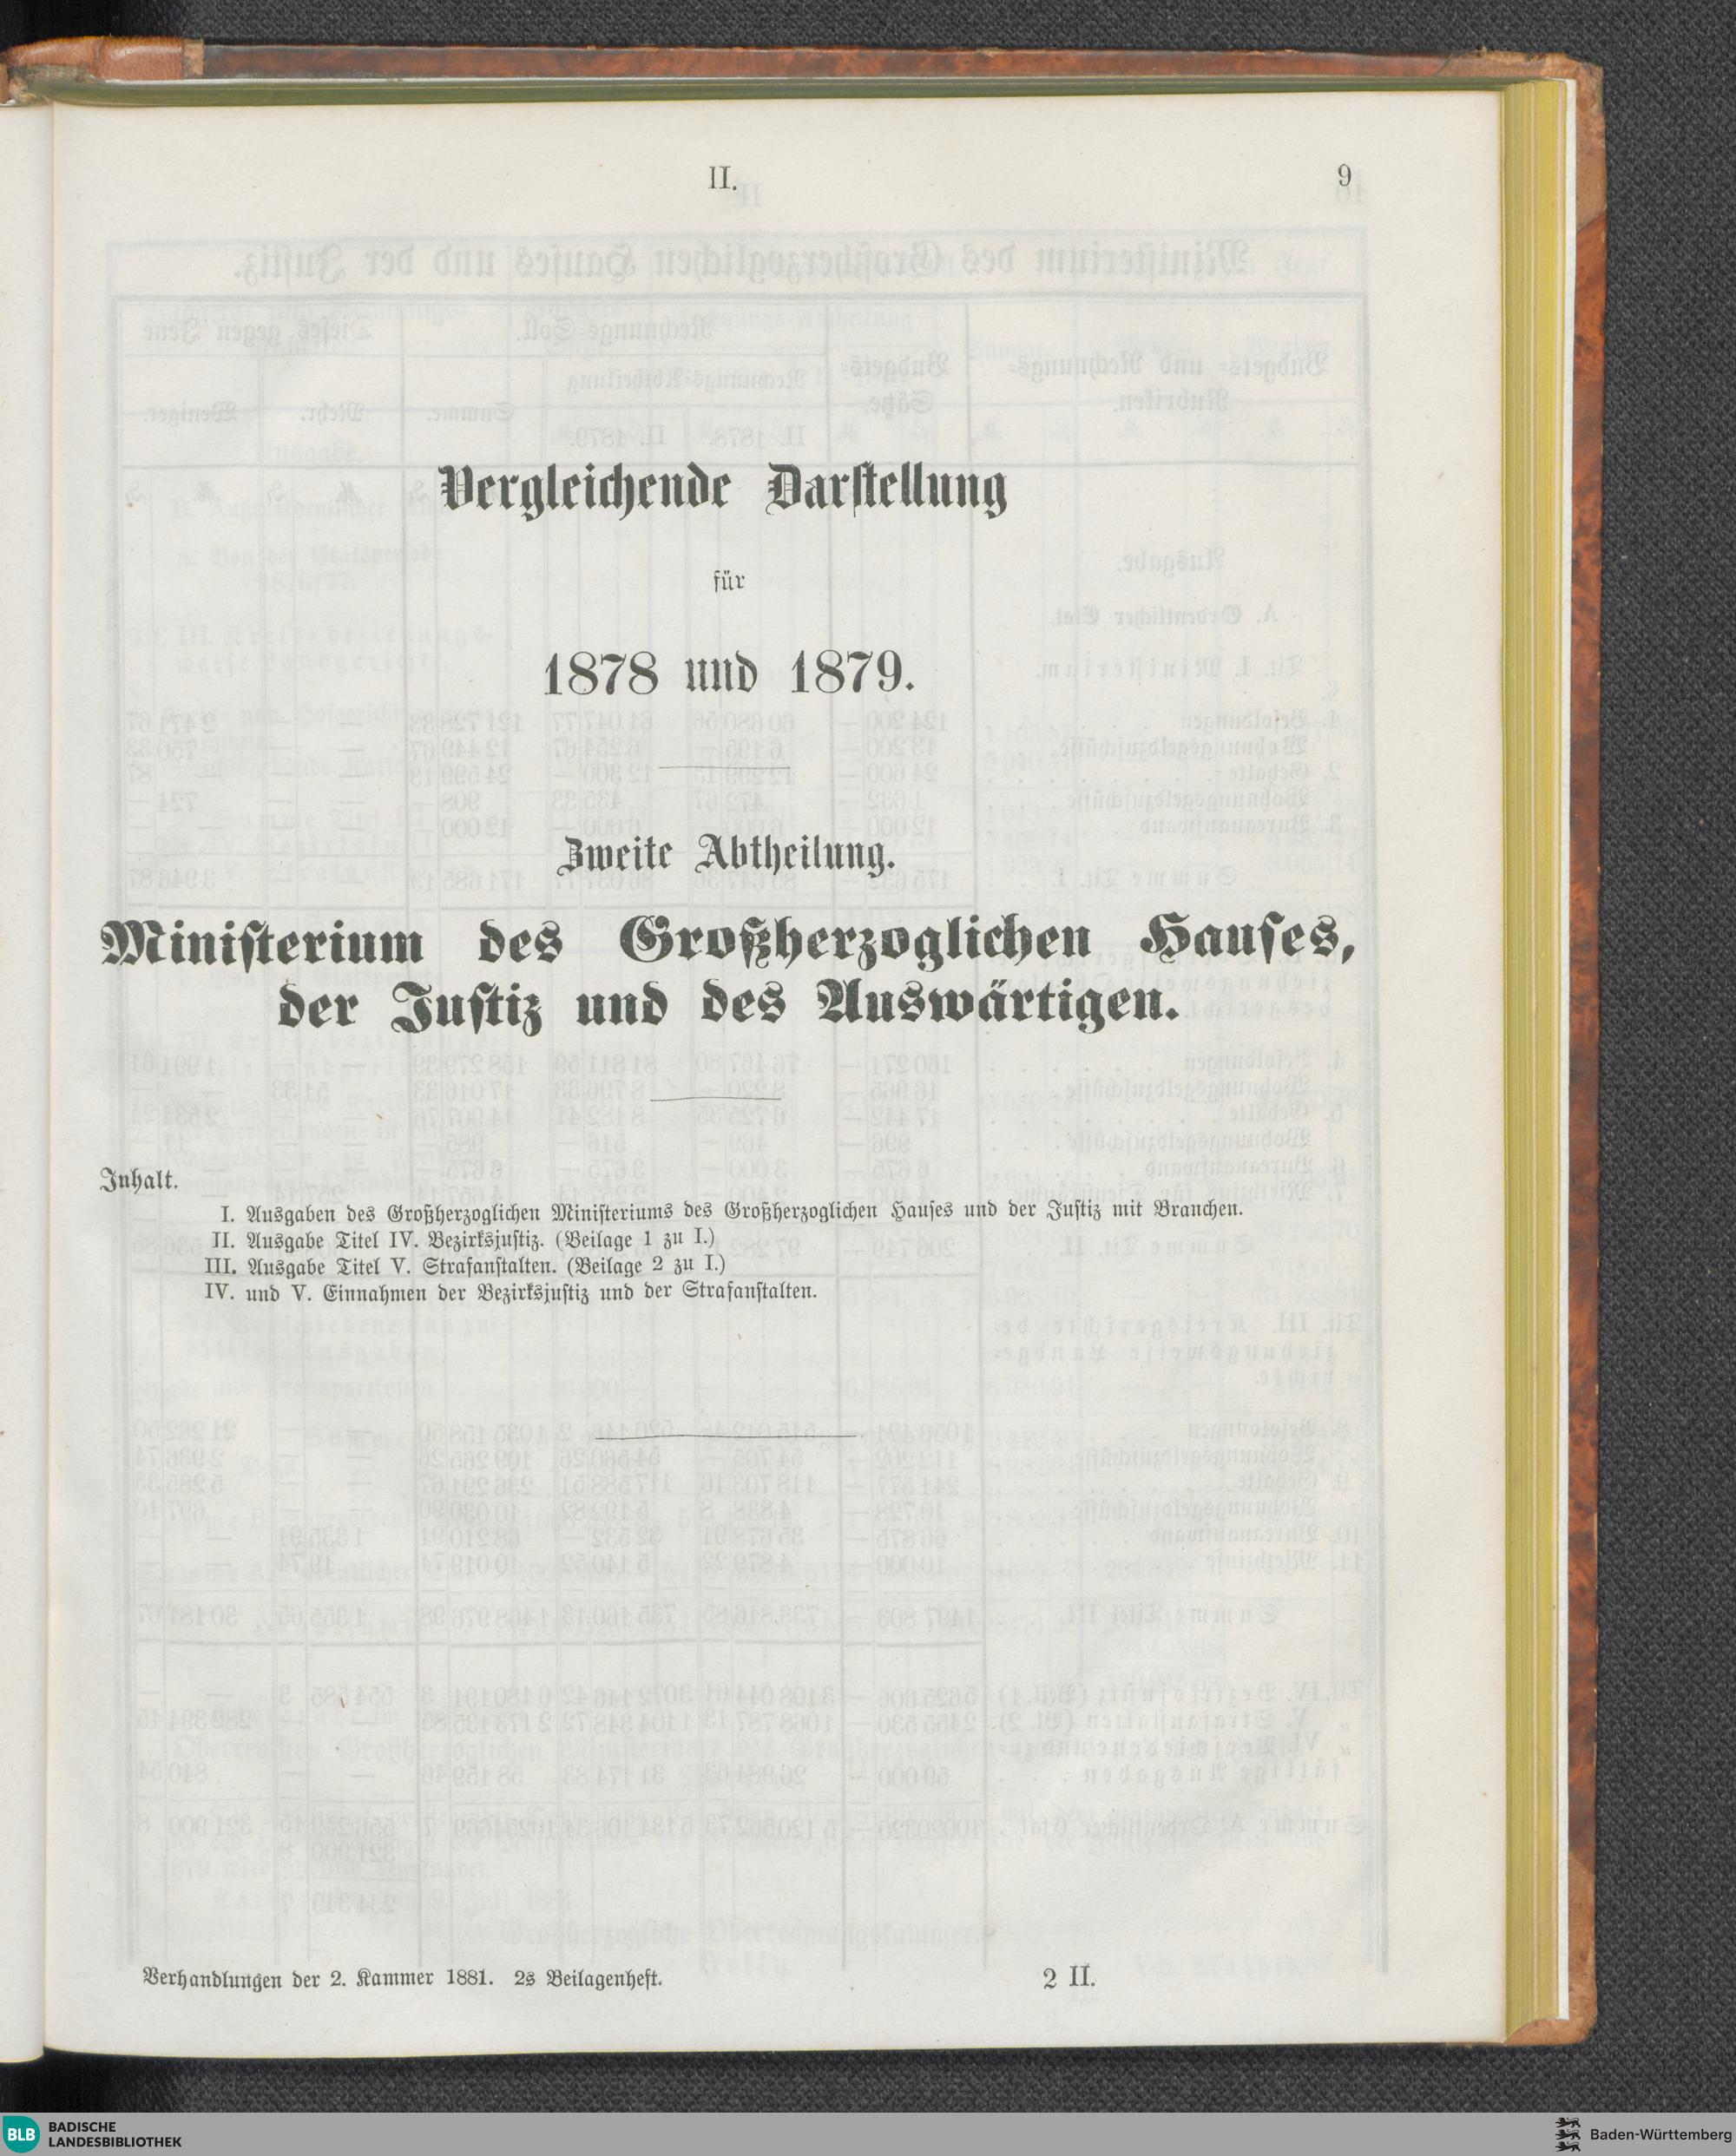 II.
9
Vergleichende Darstellung
für
1878 und 1879.
Zweite Abtheilung.
Ministerium des Großherzoglichen Hauses,
der Justiz und des Auswärtigen.
Inhalt.
I. Ausgaben des Großherzoglichen Ministeriums des Großherzoglichen Hauses und der Justiz mit Branchen.
II. Ausgabe Titel IV. Bezirksjustiz. (Beilage 1 zu I.)
III. Ausgabe Titel V. Strafanstalten. (Beilage 2 zu I.)
IV. und V. Einnahmen der Bezirksjustiz und der Strafanstalten.
Verhandlungen der 2. Kammer 1881. 2s Beilagenheft.
2 II.
BLB BADISCHE
LANDESBIBLIOTHEK
Baden-Württemberg